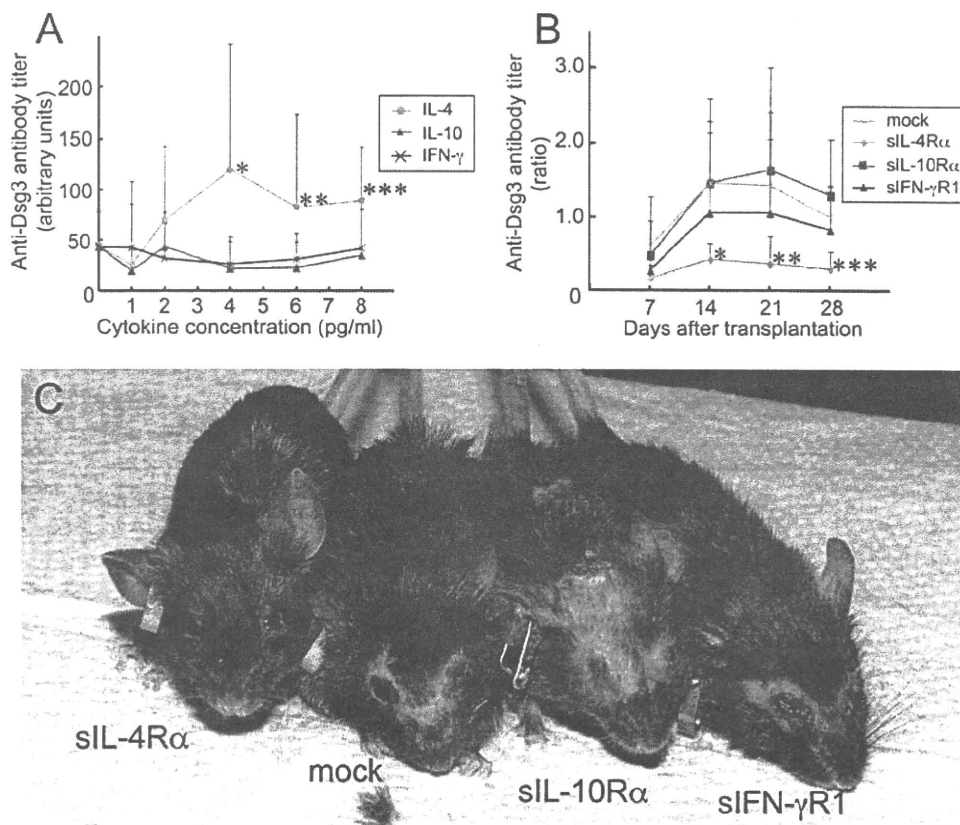 A
Anti-Dsg3 antibody titer
(arbitrary units)
200
150
100
50
0
1 2 3 4 5 6 7 8
Cytokine concentration (pg/ml)
IL-4
IL-10
IFN-γ
*
**
***
B
Anti-Dsg3 antibody titer
(ratio)
3.0
2.0
1.0
0
7 14 21 28
Days after transplantation
mock
sIL-4Rα
sIL-10Rα
sIFN-γR1
*
**
***
C
sIL-4Rα
mock
sIL-10Rα
sIFN-γR1